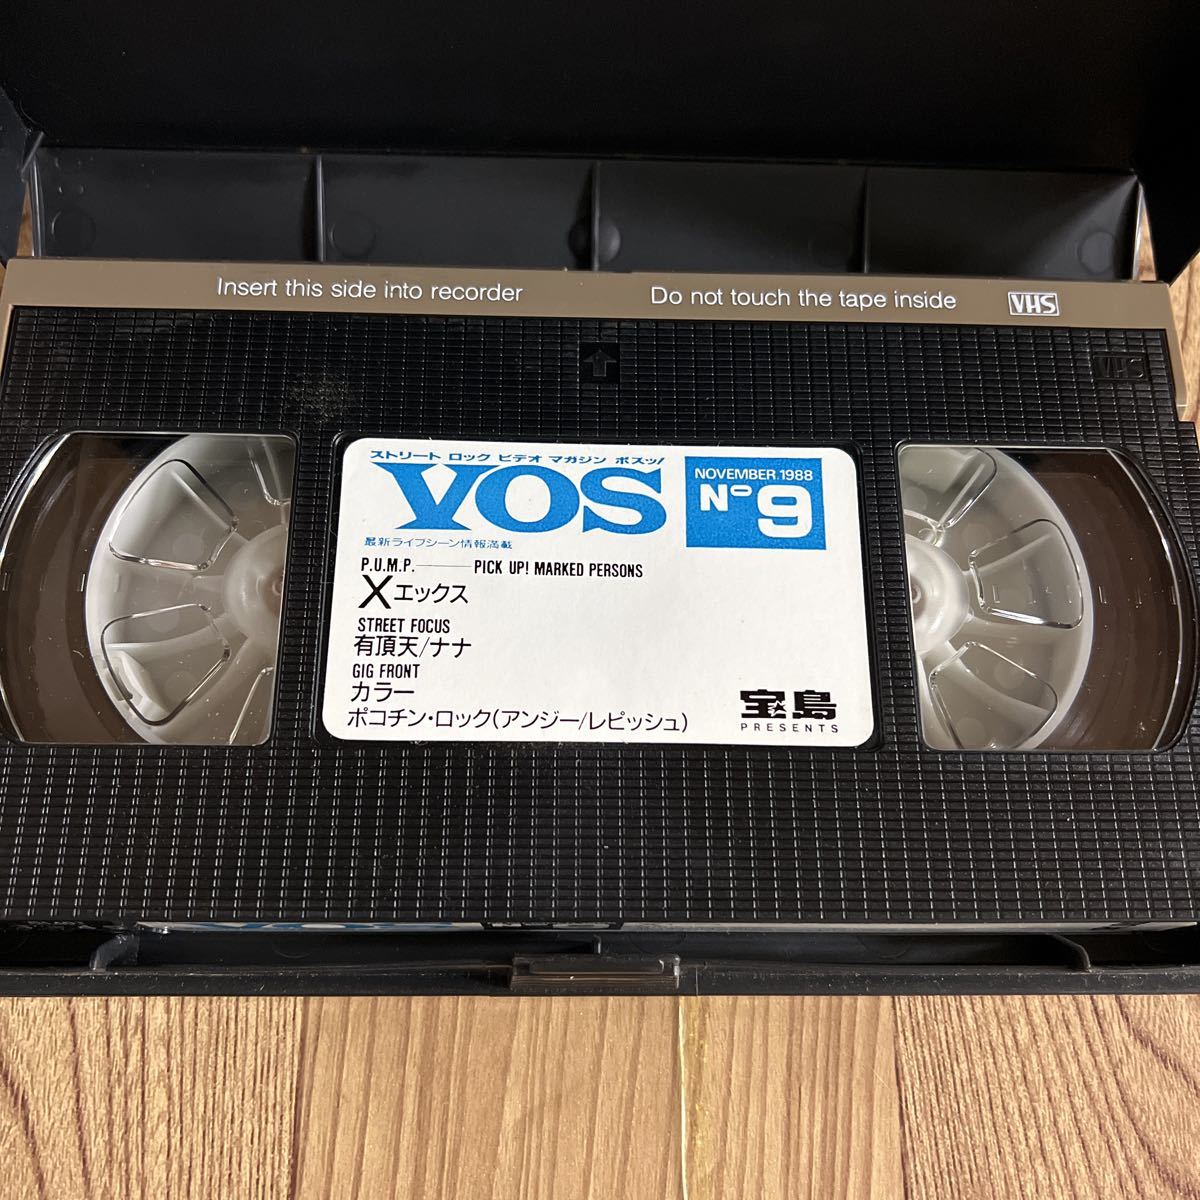 Insert this side into recorder
Do not touch the tape inside
VHS
VHS
ストリート ロック ビデオ マガジン ボスッ!
VOS
NOVEMBER.1988
No 9
最新ライブシーン情報満載
P.U.M.P.———PICK UP! MARKED PERSONS
Xエックス
STREET FOCUS
有頂天/ナナ
GIG FRONT
カラー
ポコチン・ロック(アンジー/レピッシュ)
宝島
PRESENTS